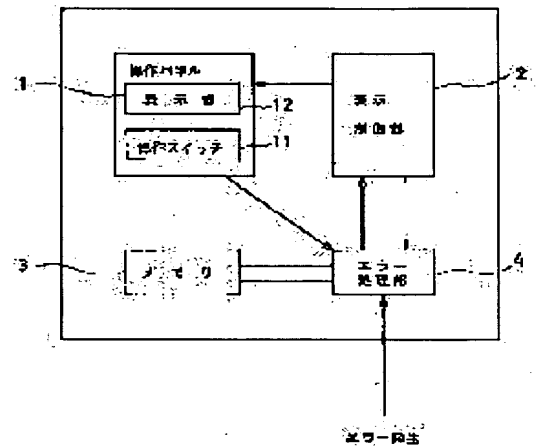 操作パネル
1
表示部
12
操作スイッチ
11
表示
制御部
2
3
メモリ
エラー
処理部
4
エラー発生